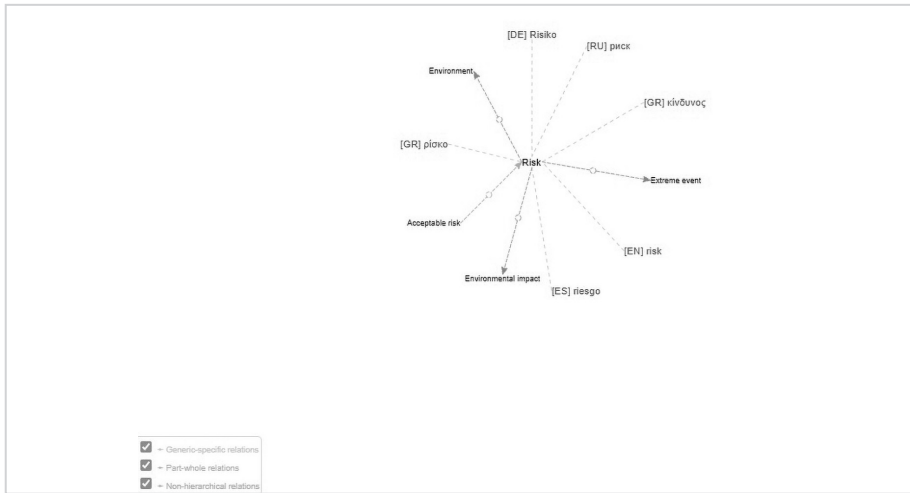 [DE] Risiko
[RU] риск
Environment
[GR] κίνδυνος
[GR] ρίσκο
Risk
Extreme event
Acceptable risk
[EN] risk
Environmental impact
[ES] riesgo
– Generic-specific relations
– Part-whole relations
– Non-hierarchical relations